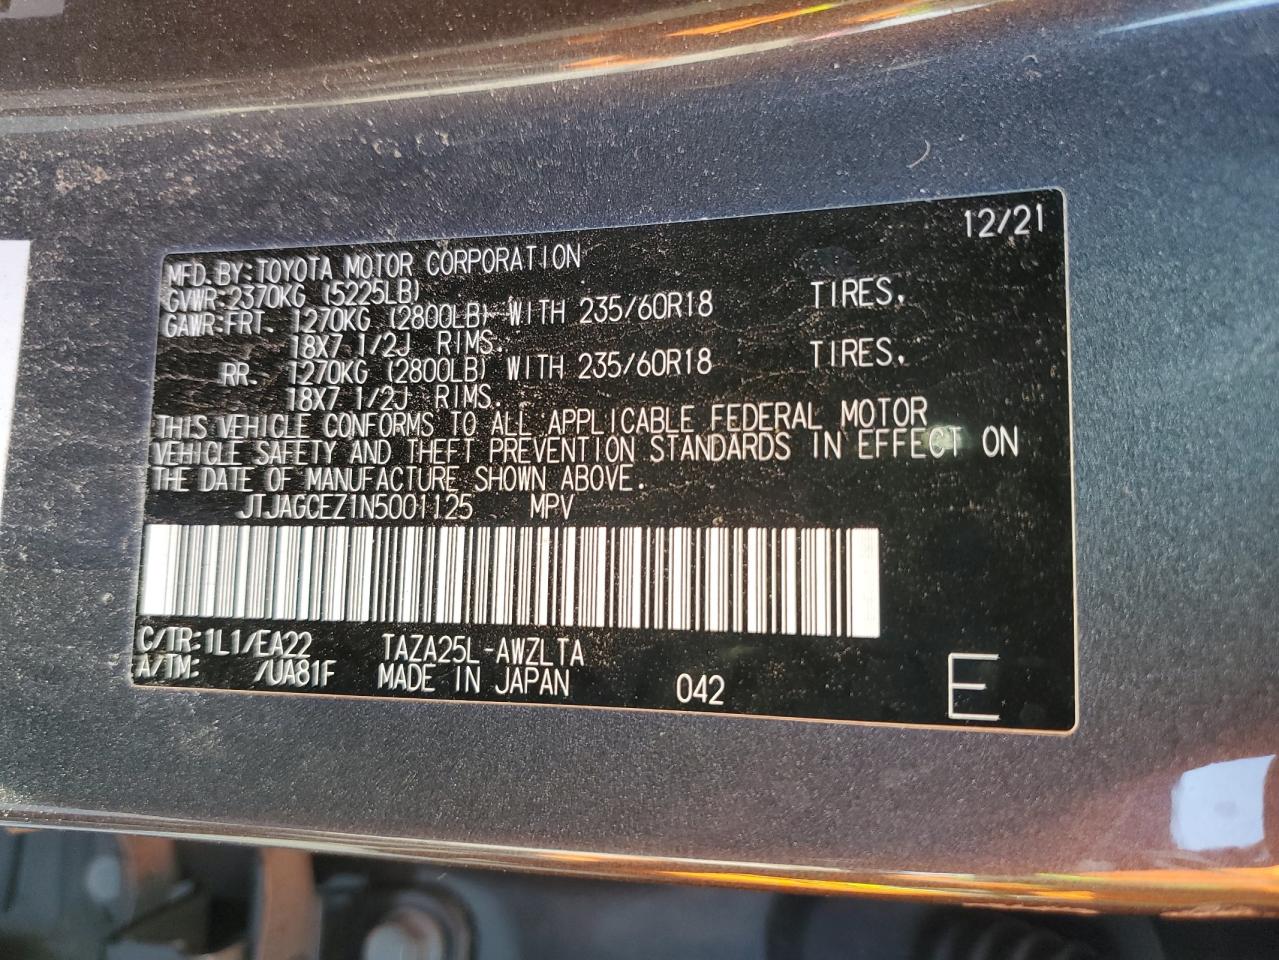 12/21
MFD. BY: TOYOTA MOTOR CORPORATION
GVWR: 2370KG (5225LB)
GAWR: FRT. 1270KG (2800LB) WITH 235/60R18 TIRES,
18X7 1/2J RIMS.
RR. 1270KG (2800LB) WITH 235/60R18 TIRES,
18X7 1/2J RIMS.
THIS VEHICLE CONFORMS TO ALL APPLICABLE FEDERAL MOTOR
VEHICLE SAFETY AND THEFT PREVENTION STANDARDS IN EFFECT ON
THE DATE OF MANUFACTURE SHOWN ABOVE.
JTJAGCEZ1N5001125 MPV
C/TR: 1L1/EA22 TAZA25L-AWZLTA
A/TM: /UA81F MADE IN JAPAN 042 E